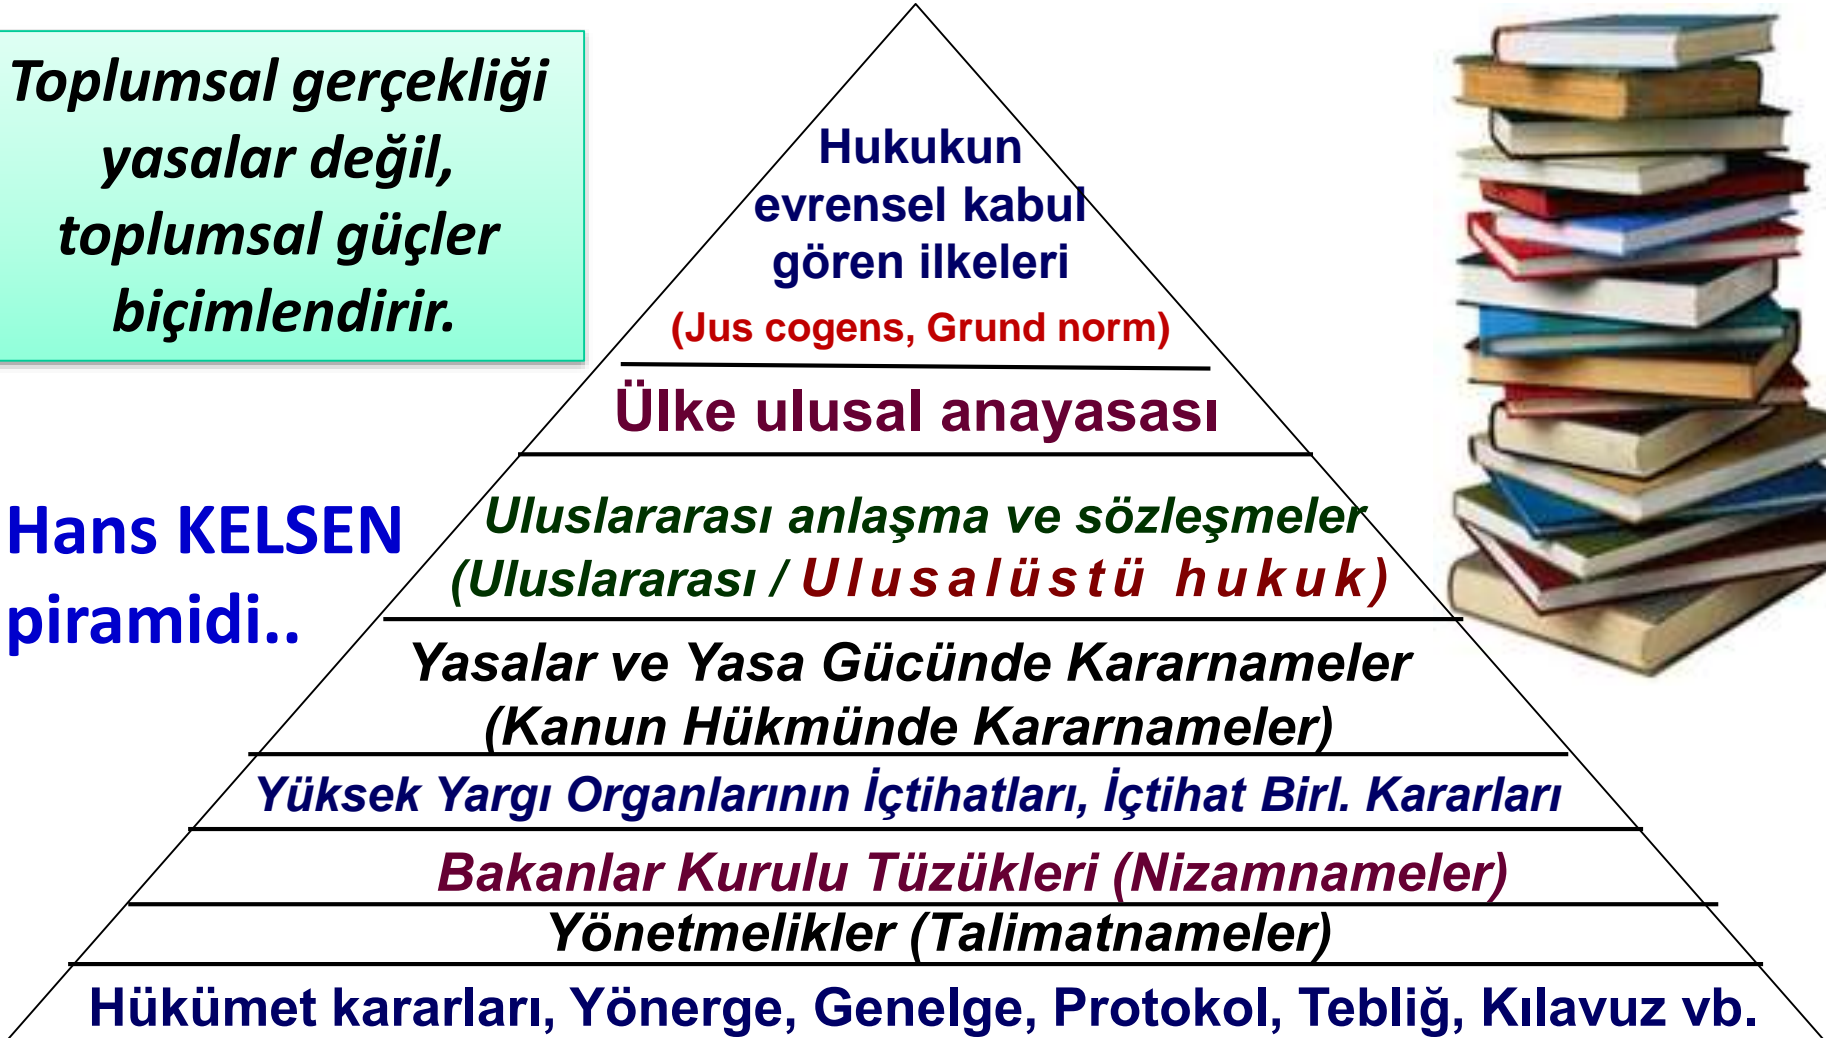 Toplumsal gerçekliği
yasalar değil,
toplumsal güçler
biçimlendirir.
Hukukun
evrensel kabul
gören ilkeleri
(Jus cogens, Grund norm)
Ülke ulusal anayasası
Hans KELSEN
piramidi..
Uluslararası anlaşma ve sözleşmeler
(Uluslararası / Ulusalüstü hukuk)
Yasalar ve Yasa Gücünde Kararnameler
(Kanun Hükmünde Kararnameler)
Yüksek Yargı Organlarının İçtihatları, İçtihat Birl. Kararları
Bakanlar Kurulu Tüzükleri (Nizamnameler)
Yönetmelikler (Talimatnameler)
Hükümet kararları, Yönerge, Genelge, Protokol, Tebliğ, Kılavuz vb.